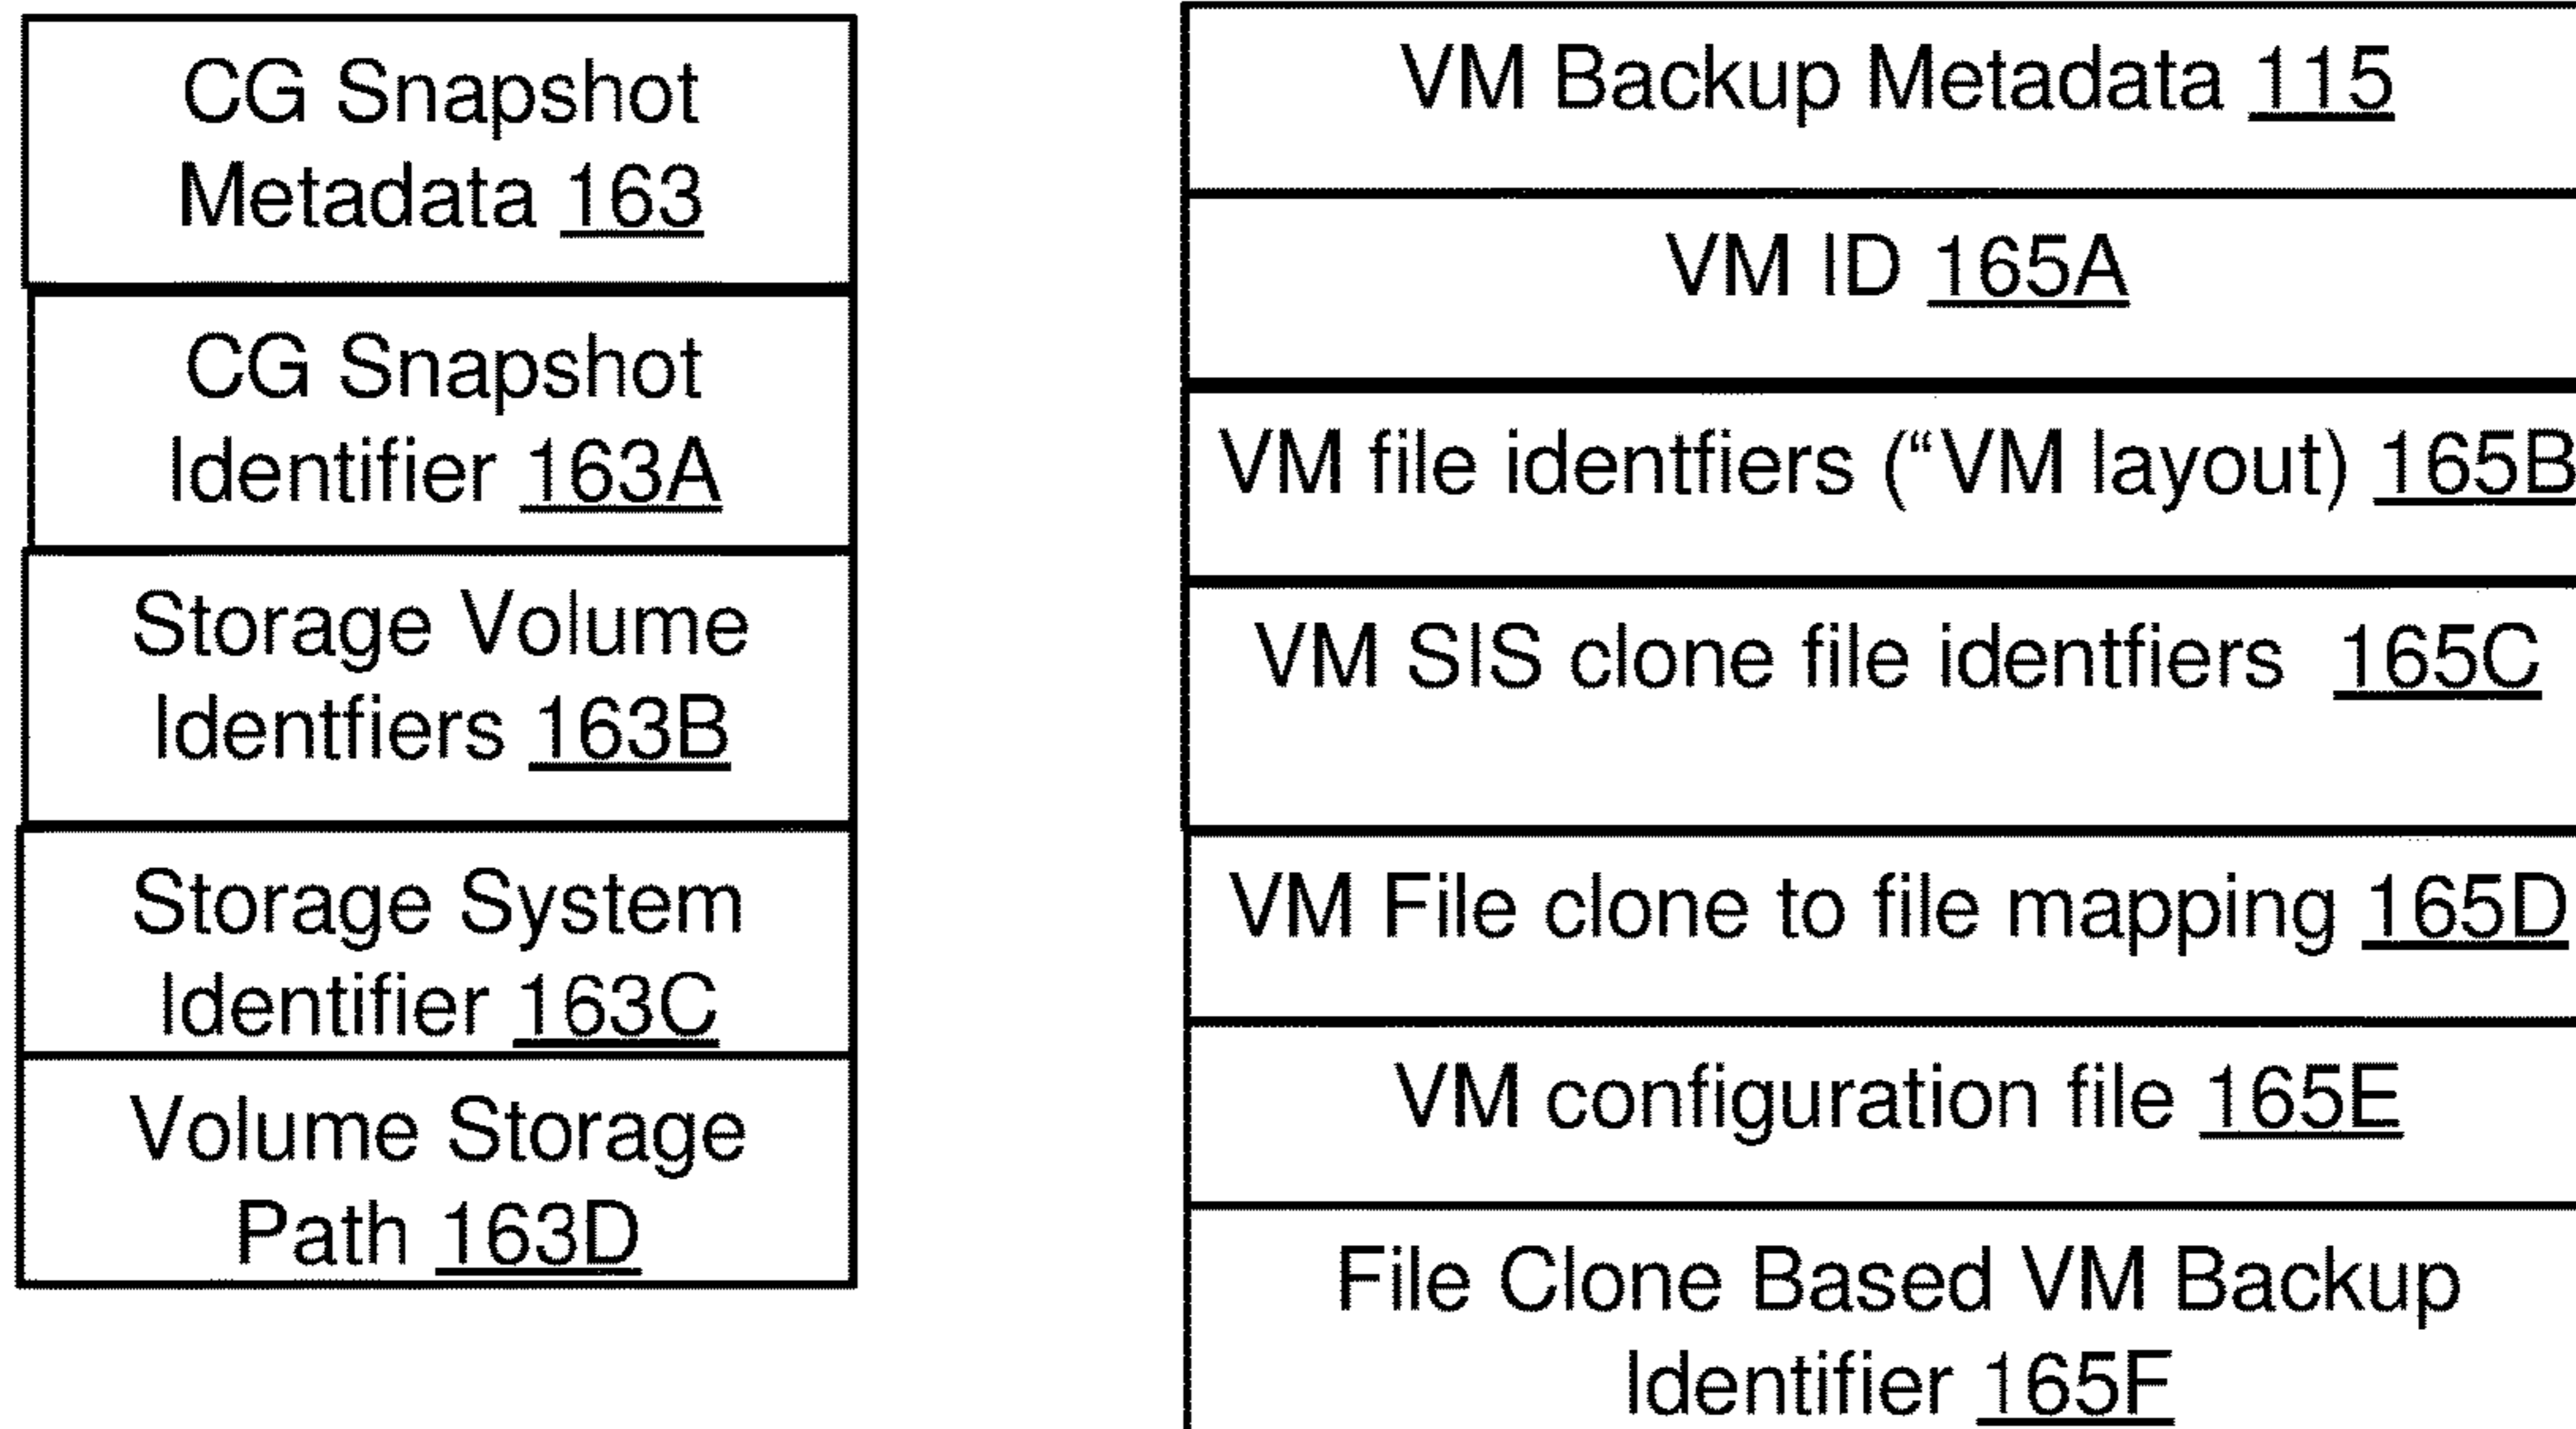 CG Snapshot
Metadata 163
CG Snapshot
Identifier 163A
Storage Volume
Identfiers 163B
Storage System
Identifier 163C
Volume Storage
Path 163D
VM Backup Metadata 115
VM ID 165A
VM file identfiers (“VM layout) 165B
VM SIS clone file identfiers 165C
VM File clone to file mapping 165D
VM configuration file 165E
File Clone Based VM Backup
Identifier 165F